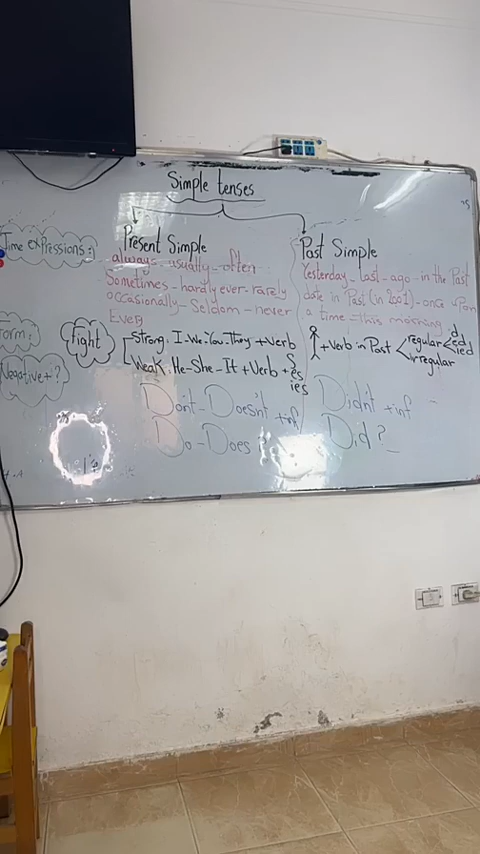 Simple tenses
Time expressions:
Present Simple
always - usually - often
Sometimes - hardly ever - rarely
occasionally - Seldom - never
Every
Past Simple
Yesterday - last - ago - in the Past
date in Past (in 2001) - once upon
a time - this morning
Form:
Fight
Strong: I - We - You - They + Verb
Weak: He - She - It + Verb + s
es
ies
+ Verb in Past
regular
d
ed
ied
irregular
Negative + ?
Don't - Doesn't + inf
Do - Does
Didn't + inf
Did ?